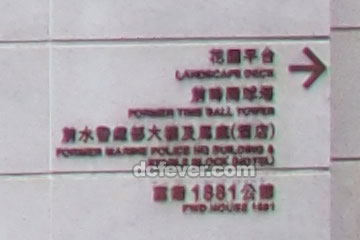 花園平台
LANDSCAPE DECK
前時間球塔
FORMER TIME BALL TOWER
前水警總部大樓及馬廄(酒店)
FORMER MARINE POLICE HQ BUILDING &
STABLE BLOCK (HOTEL)
dcfever.com
1881公館
FWD HOUSE 1881